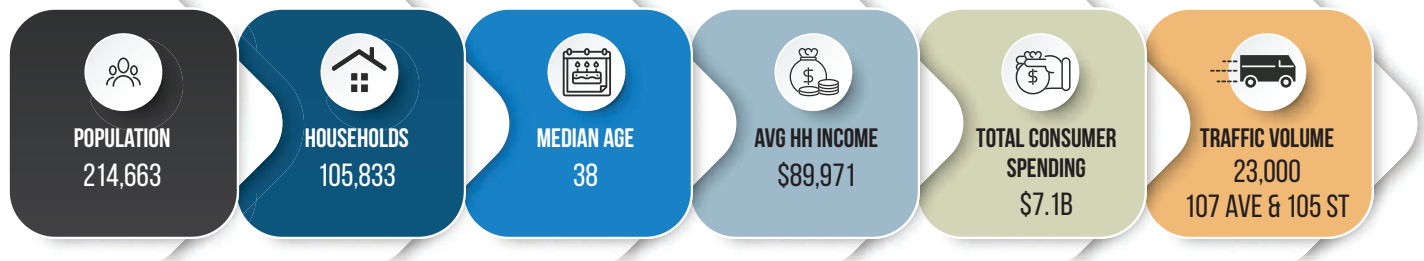 POPULATION
214,663
HOUSEHOLDS
105,833
MEDIAN AGE
38
AVG HH INCOME
$89,971
TOTAL CONSUMER
SPENDING
$7.1B
TRAFFIC VOLUME
23,000
107 AVE & 105 ST